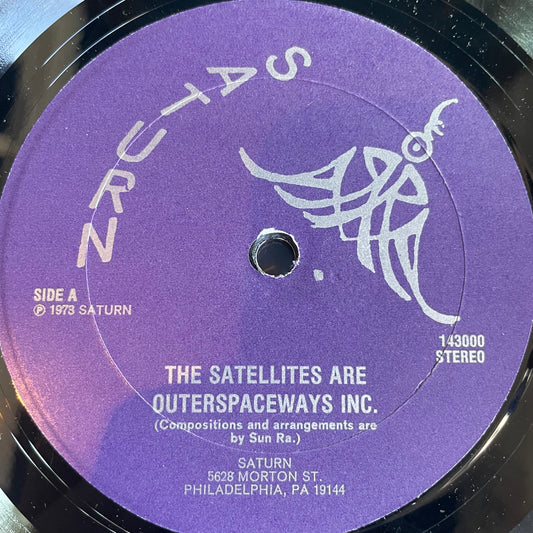 SATURN
SIDE A
℗ 1973 SATURN
143000
STEREO
THE SATELLITES ARE
OUTERSPACEWAYS INC.
(Compositions and arrangements are
by Sun Ra.)
SATURN
5628 MORTON ST.
PHILADELPHIA, PA 19144